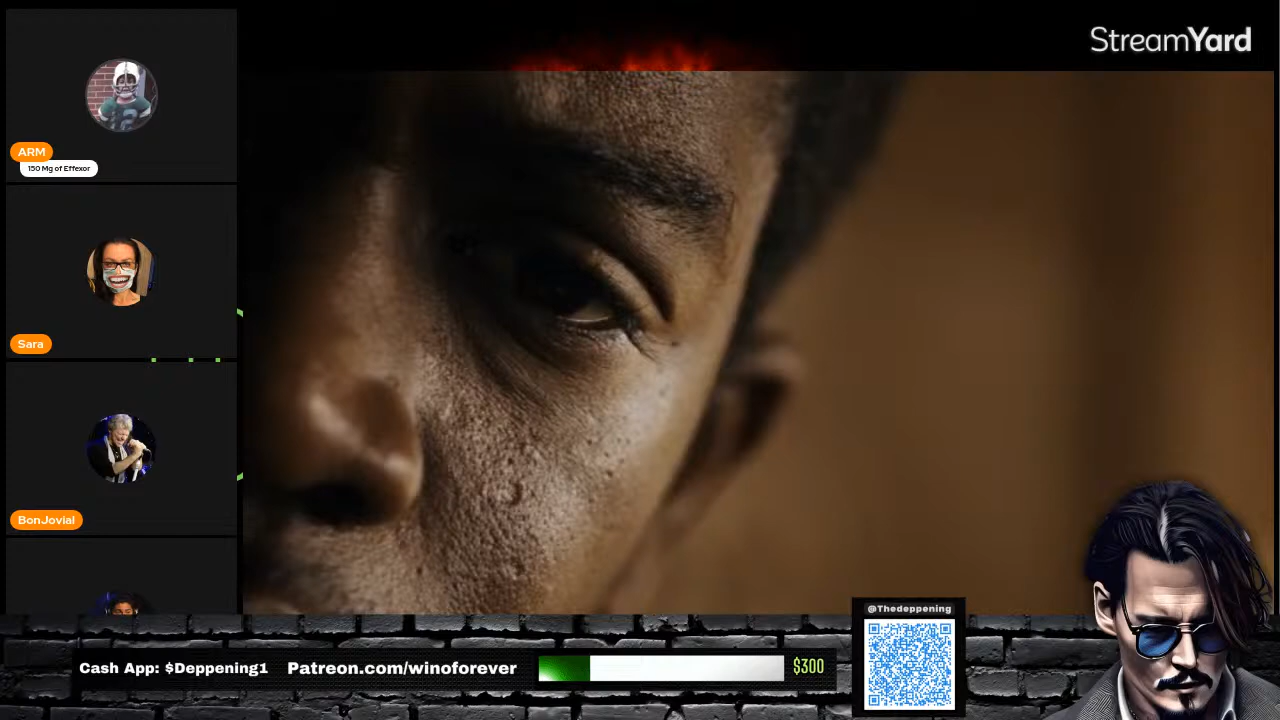 StreamYard
ARM
150 Mg of Effexor
Sara
BonJovial
@Thedeppening
Cash App: $Deppening1 Patreon.com/winoforever $300